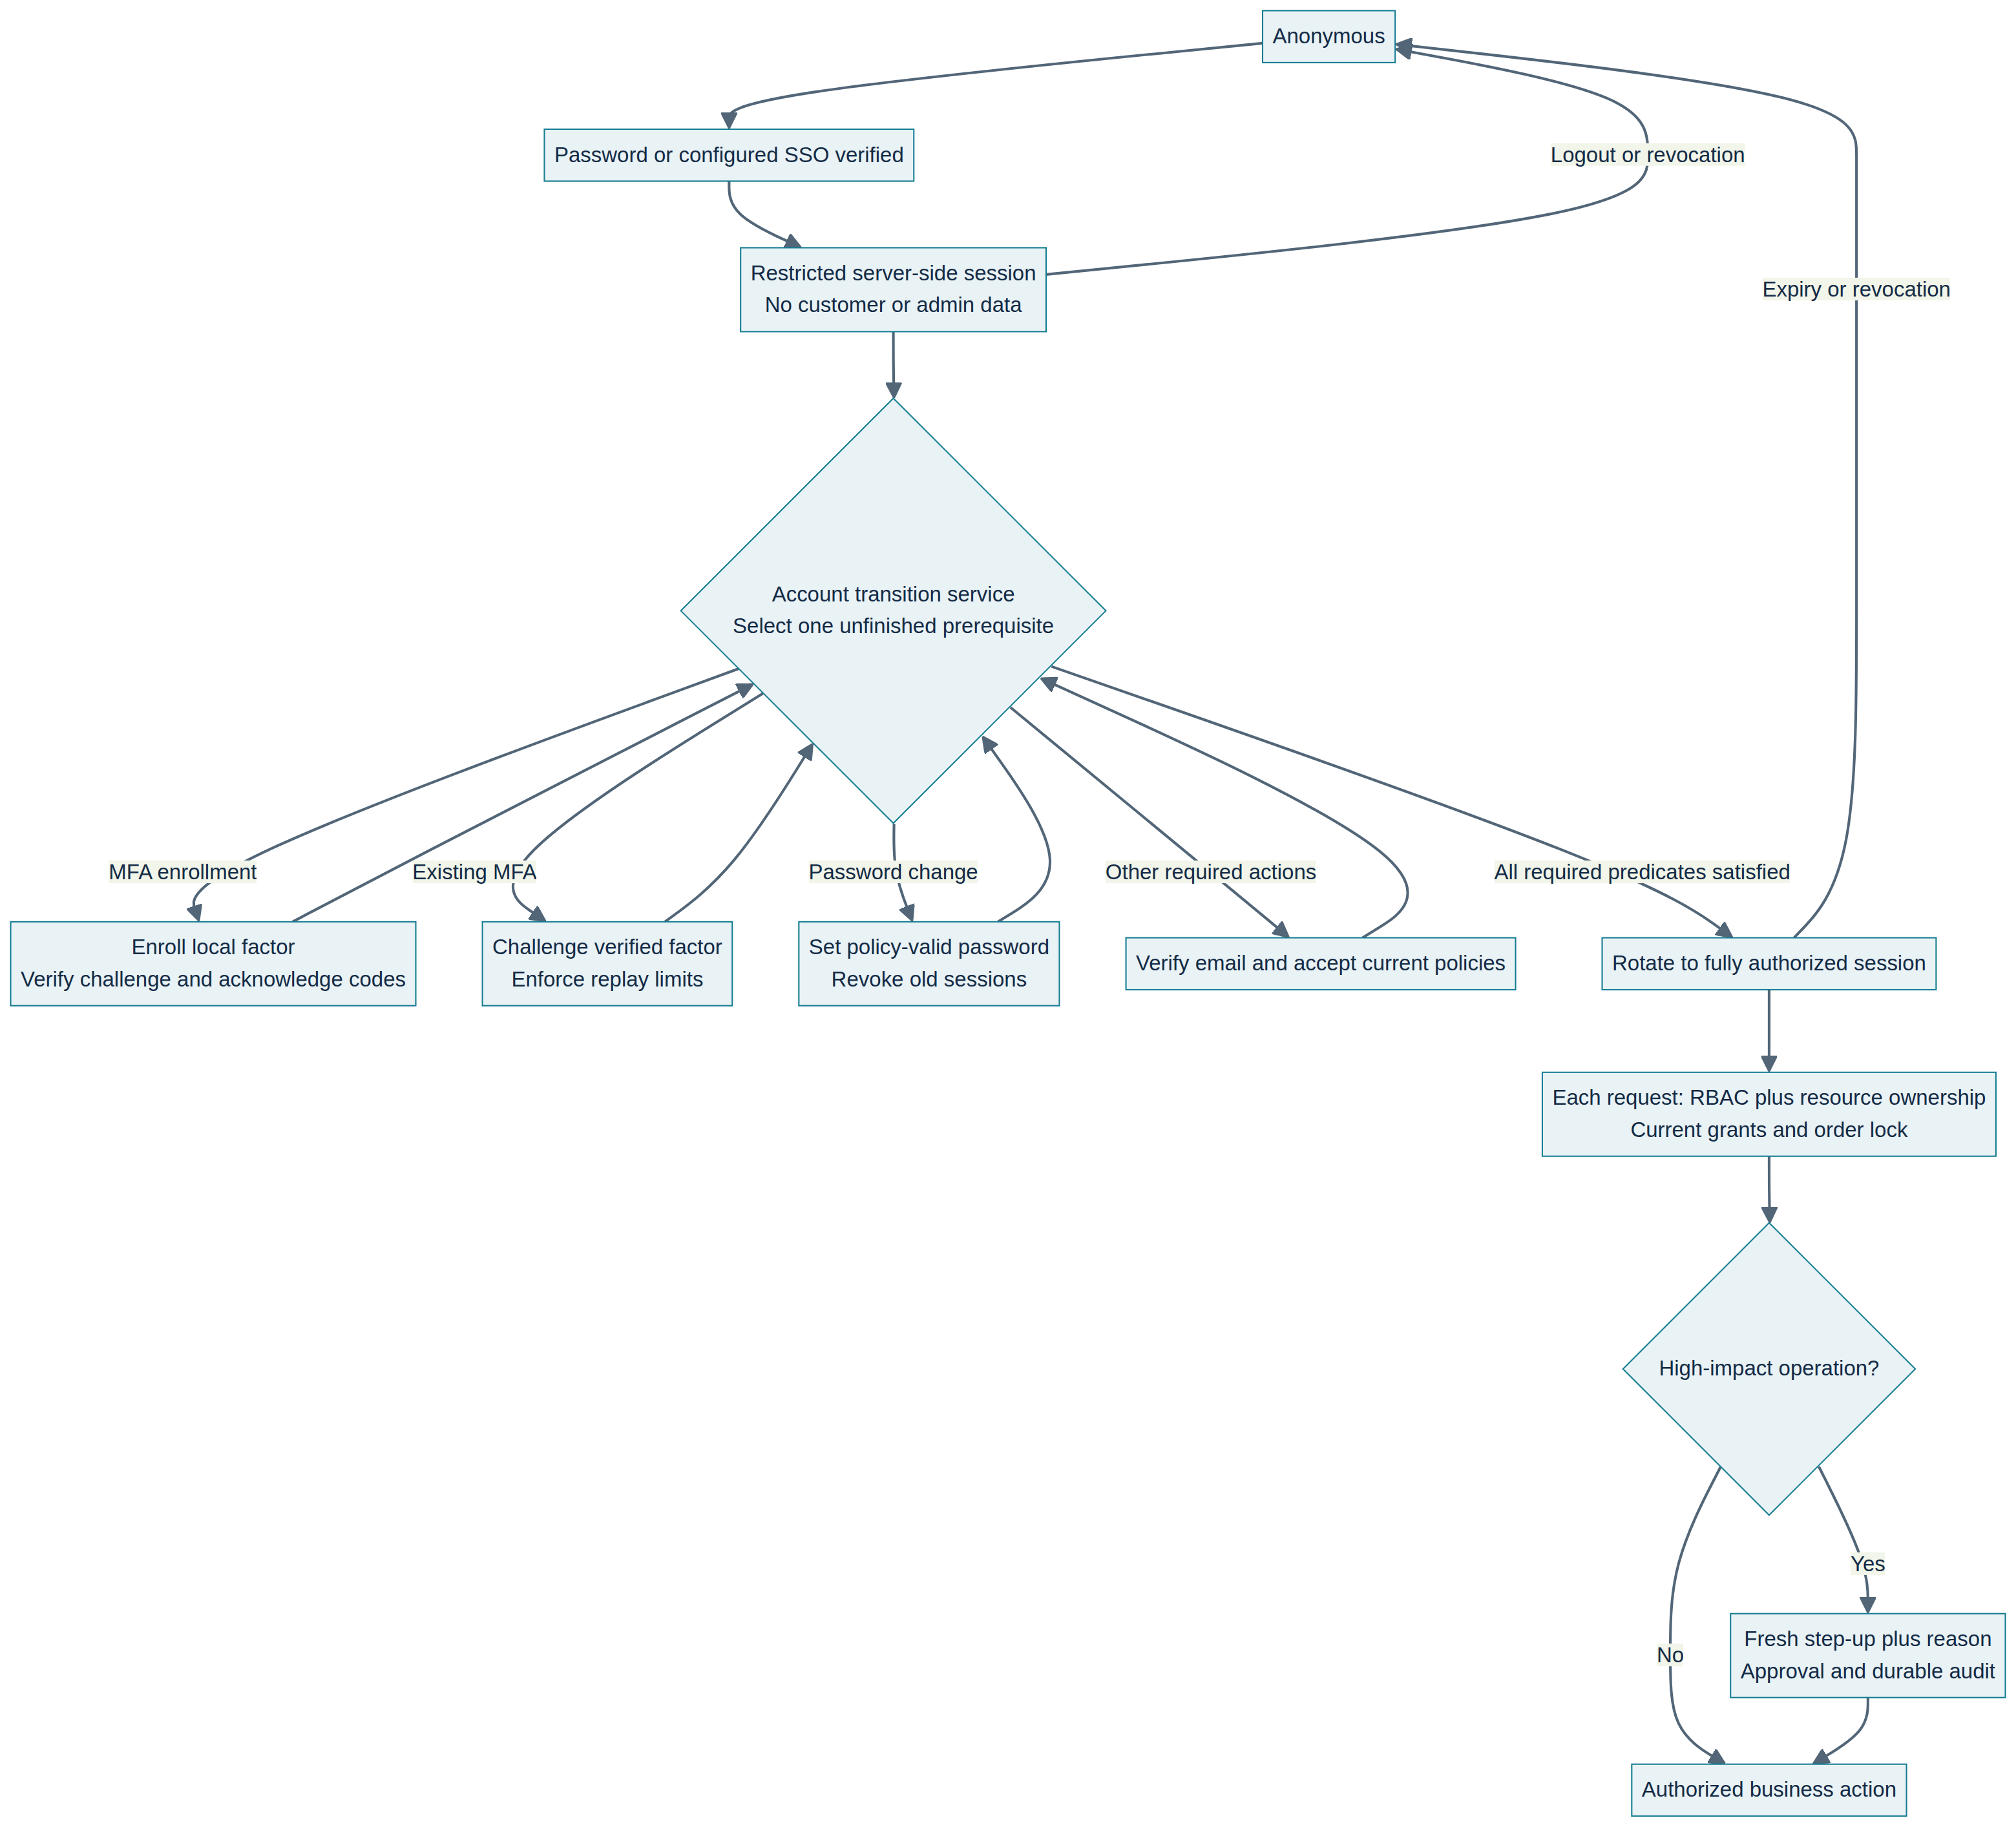 Anonymous
Password or configured SSO verified
Logout or revocation
Restricted server-side session
No customer or admin data
Expiry or revocation
Account transition service
Select one unfinished prerequisite
MFA enrollment
Existing MFA
Password change
Other required actions
All required predicates satisfied
Enroll local factor
Verify challenge and acknowledge codes
Challenge verified factor
Enforce replay limits
Set policy-valid password
Revoke old sessions
Verify email and accept current policies
Rotate to fully authorized session
Each request: RBAC plus resource ownership
Current grants and order lock
High-impact operation?
Yes
No
Fresh step-up plus reason
Approval and durable audit
Authorized business action